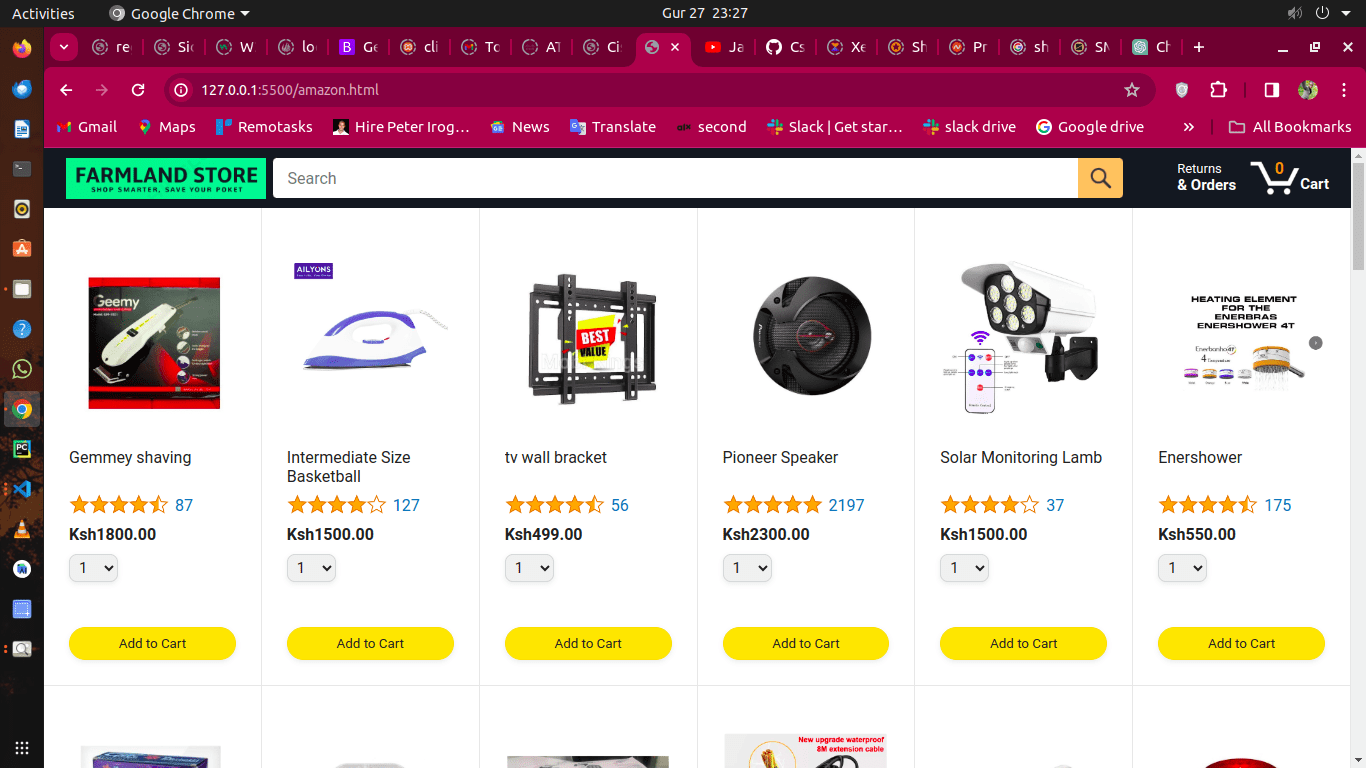 Activities
Google Chrome
Gur 27 23:27
rec
Sic
W
lo
Ge
cli
To
AT
Ci
Ja
Cs
Xe
Sh
Pr
sh
SM
Ch
127.0.0.1:5500/amazon.html
Gmail
Maps
Remotasks
Hire Peter Irog…
News
Translate
second
Slack | Get star…
slack drive
Google drive
All Bookmarks
FARMLAND STORE
SHOP SMARTER, SAVE YOUR POKET
Search
Returns
& Orders
0
Cart
Geemy
AILYONS
BEST
VALUE
HEATING ELEMENT
FOR THE
ENERBRAS
ENERSHOWER 4T
Gemmey shaving
87
Ksh1800.00
1
Add to Cart
Intermediate Size
Basketball
127
Ksh1500.00
1
Add to Cart
tv wall bracket
56
Ksh499.00
1
Add to Cart
Pioneer Speaker
2197
Ksh2300.00
1
Add to Cart
Solar Monitoring Lamb
37
Ksh1500.00
1
Add to Cart
Enershower
175
Ksh550.00
1
Add to Cart
New upgrade waterproof
8M extension cable